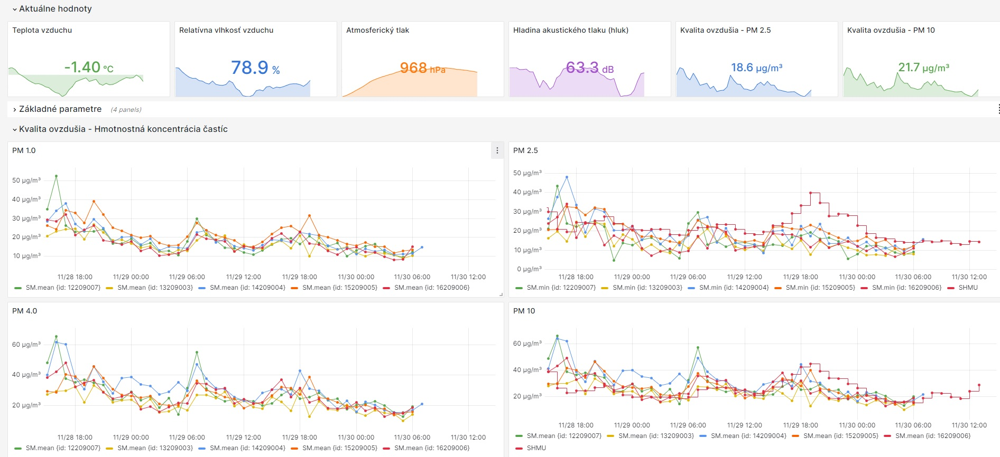 Aktuálne hodnoty
Teplota vzduchu
-1.40 °C
Relatívna vlhkosť vzduchu
78.9 %
Atmosferický tlak
968 hPa
Hladina akustického tlaku (hluk)
63.3 dB
Kvalita ovzdušia - PM 2.5
18.6 µg/m³
Kvalita ovzdušia - PM 10
21.7 µg/m³
Základné parametre (4 panels)
Kvalita ovzdušia - Hmotnostná koncentrácia častíc
PM 1.0
50 µg/m³
40 µg/m³
30 µg/m³
20 µg/m³
10 µg/m³
11/28 18:00 11/29 00:00 11/29 06:00 11/29 12:00 11/29 18:00 11/30 00:00 11/30 06:00 11/30 12:00
SM.mean {id: 12209007} SM.mean {id: 13209003} SM.mean {id: 14209004} SM.mean {id: 15209005} SM.mean {id: 16209006}
PM 2.5
50 µg/m³
40 µg/m³
30 µg/m³
20 µg/m³
10 µg/m³
0 µg/m³
11/28 18:00 11/29 00:00 11/29 06:00 11/29 12:00 11/29 18:00 11/30 00:00 11/30 06:00 11/30 12:00
SM.min {id: 12209007} SM.min {id: 13209003} SM.min {id: 14209004} SM.min {id: 15209005} SM.min {id: 16209006} SHMU
PM 4.0
60 µg/m³
40 µg/m³
20 µg/m³
11/28 18:00 11/29 00:00 11/29 06:00 11/29 12:00 11/29 18:00 11/30 00:00 11/30 06:00 11/30 12:00
SM.mean {id: 12209007} SM.mean {id: 13209003} SM.mean {id: 14209004} SM.mean {id: 15209005} SM.mean {id: 16209006}
PM 10
60 µg/m³
40 µg/m³
20 µg/m³
11/28 18:00 11/29 00:00 11/29 06:00 11/29 12:00 11/29 18:00 11/30 00:00 11/30 06:00 11/30 12:00
SM.mean {id: 12209007} SM.mean {id: 13209003} SM.mean {id: 14209004} SM.mean {id: 15209005} SM.mean {id: 16209006}
SHMU